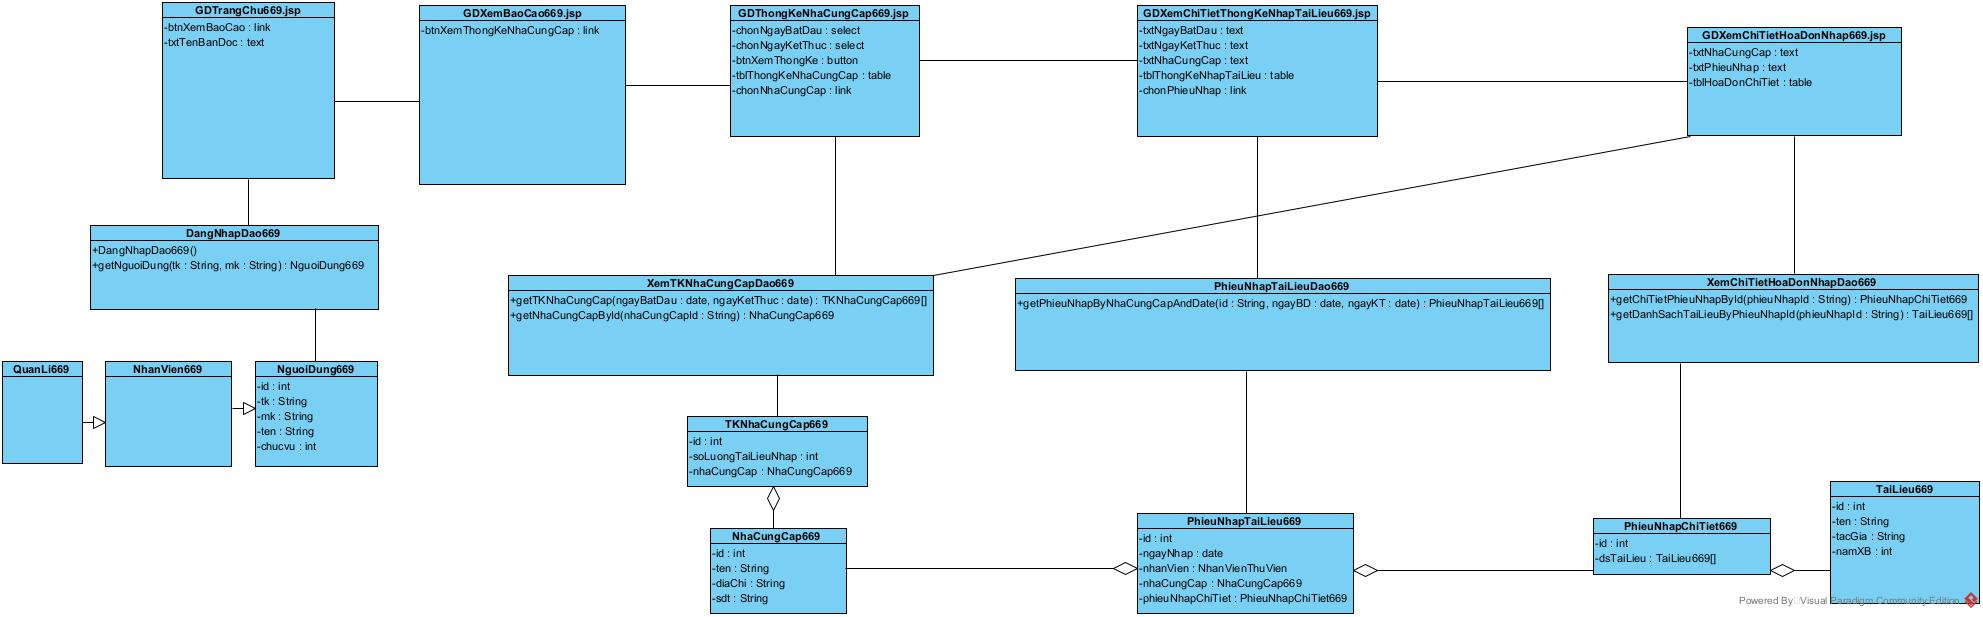 GDTrangChu669.jsp
-btnXemBaoCao : link
-txtTenBanDoc : text
GDXemBaoCao669.jsp
-btnXemThongKeNhaCungCap : link
GDThongKeNhaCungCap669.jsp
-chonNgayBatDau : select
-chonNgayKetThuc : select
-btnXemThongKe : button
-tblThongKeNhaCungCap : table
-chonNhaCungCap : link
GDXemChiTietThongKeNhapTaiLieu669.jsp
-txtNgayBatDau : text
-txtNgayKetThuc : text
-txtNhaCungCap : text
-tblThongKeNhapTaiLieu : table
-chonPhieuNhap : link
GDXemChiTietHoaDonNhap669.jsp
-txtNhaCungCap : text
-txtPhieuNhap : text
-tblHoaDonChiTiet : table
DangNhapDao669
+DangNhapDao669()
+getNguoiDung(tk : String, mk : String) : NguoiDung669
XemTKNhaCungCapDao669
+getTKNhaCungCap(ngayBatDau : date, ngayKetThuc : date) : TKNhaCungCap669[]
+getNhaCungCapById(nhaCungCapId : String) : NhaCungCap669
PhieuNhapTaiLieuDao669
+getPhieuNhapByNhaCungCapAndDate(id : String, ngayBD : date, ngayKT : date) : PhieuNhapTaiLieu669[]
XemChiTietHoaDonNhapDao669
+getChiTietPhieuNhapById(phieuNhapId : String) : PhieuNhapChiTiet669
+getDanhSachTaiLieuByPhieuNhapId(phieuNhapId : String) : TaiLieu669[]
QuanLi669
NhanVien669
NguoiDung669
-id : int
-tk : String
-mk : String
-ten : String
-chucvu : int
TKNhaCungCap669
-id : int
-soLuongTaiLieuNhap : int
-nhaCungCap : NhaCungCap669
NhaCungCap669
-id : int
-ten : String
-diaChi : String
-sdt : String
PhieuNhapTaiLieu669
-id : int
-ngayNhap : date
-nhanVien : NhanVienThuVien
-nhaCungCap : NhaCungCap669
-phieuNhapChiTiet : PhieuNhapChiTiet669
PhieuNhapChiTiet669
-id : int
-dsTaiLieu : TaiLieu669[]
TaiLieu669
-id : int
-ten : String
-tacGia : String
-namXB : int
Powered By Visual Paradigm Community Edition